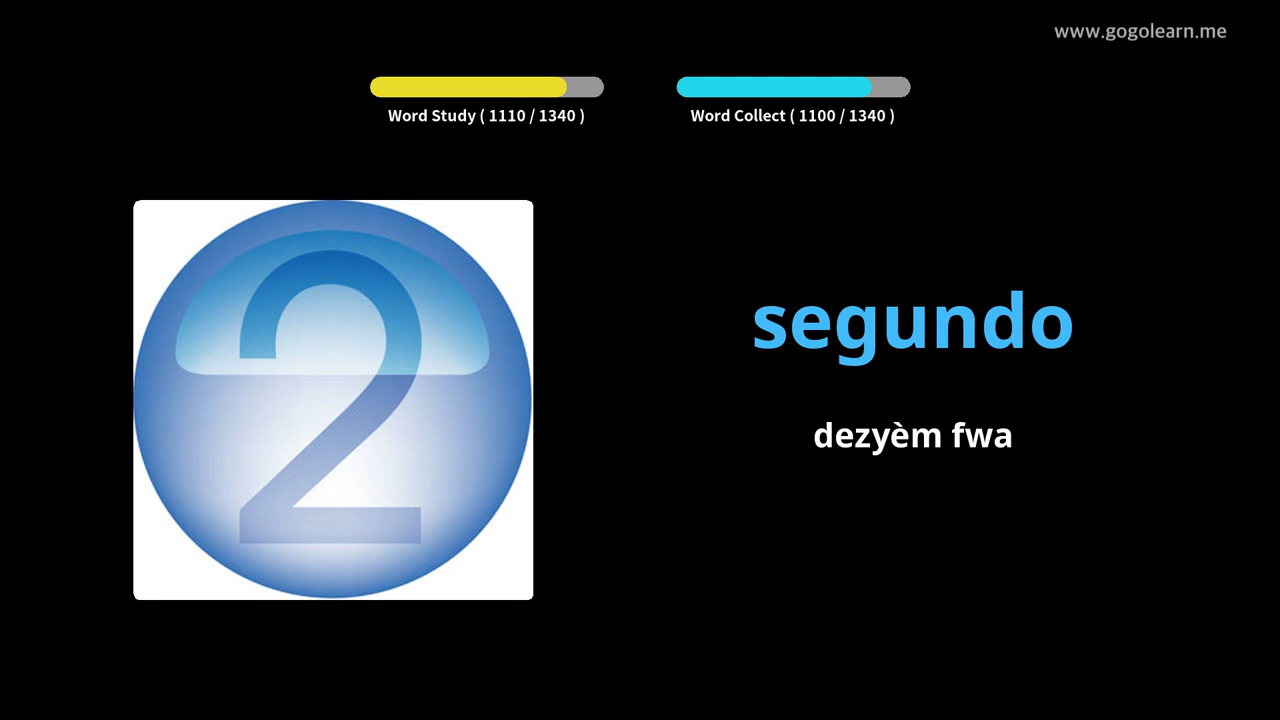 www.gogolearn.me
Word Study ( 1110 / 1340 )
Word Collect ( 1100 / 1340 )
2
segundo
dezyèm fwa